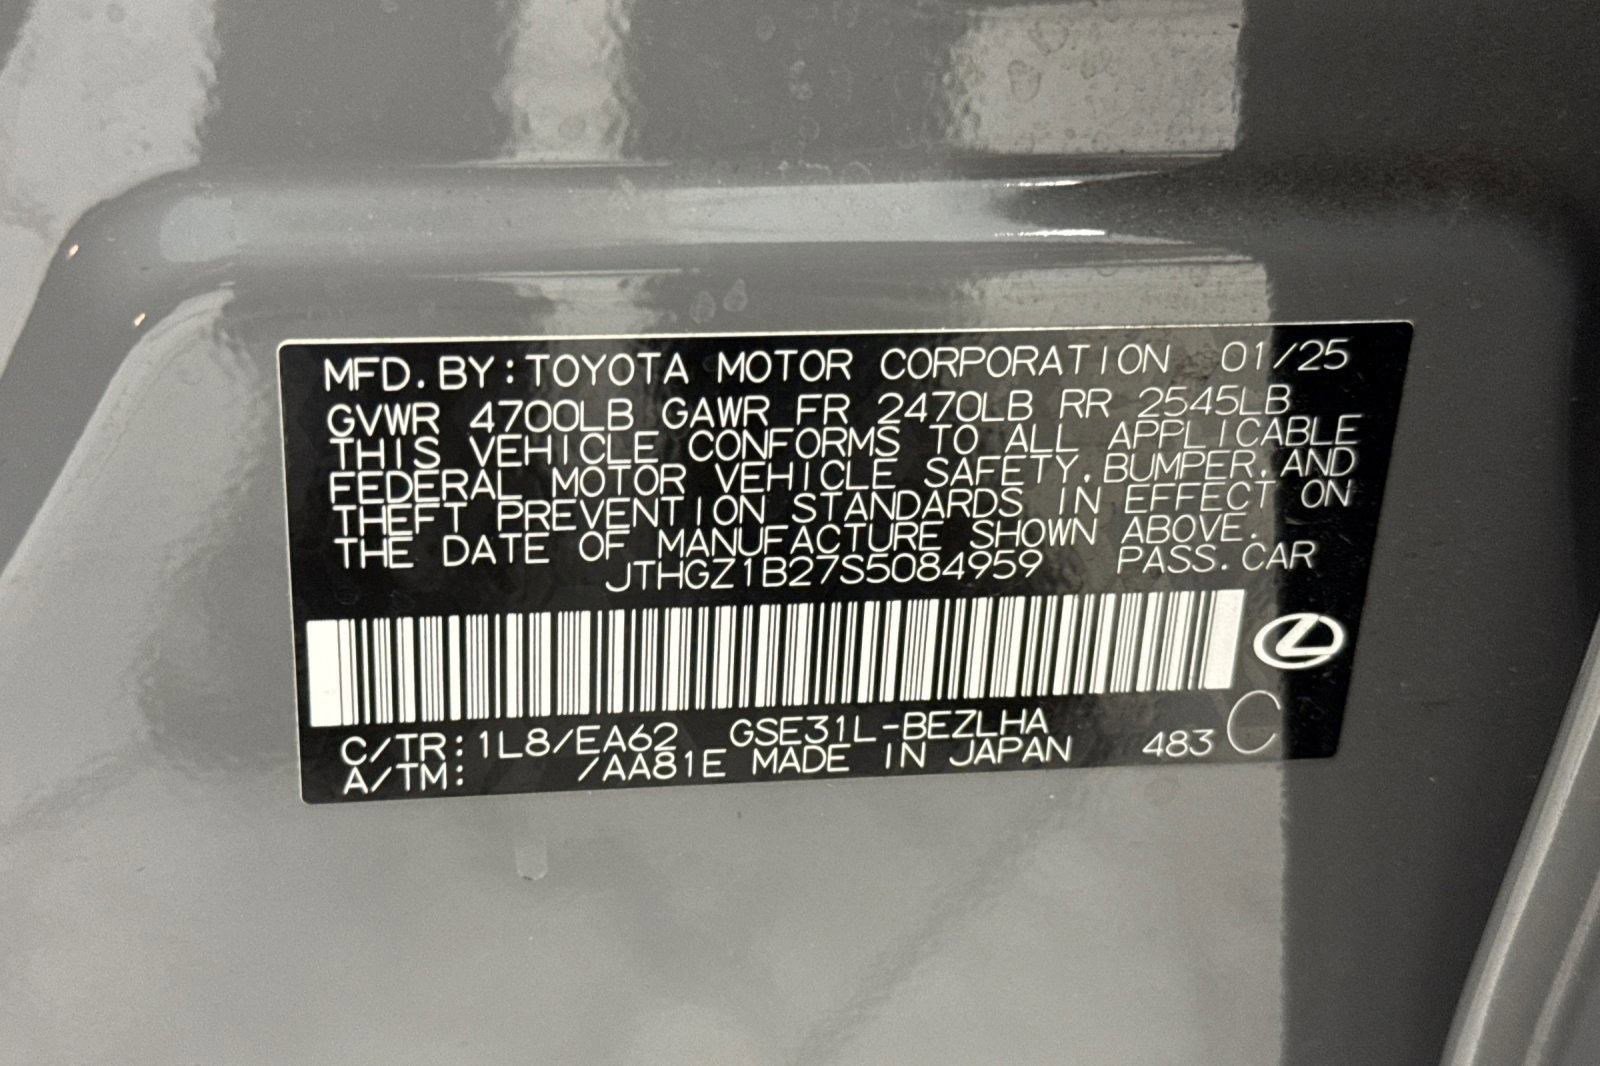 MFD. BY: TOYOTA MOTOR CORPORATION 01/25
GVWR 4700LB GAWR FR 2470LB RR 2545LB
THIS VEHICLE CONFORMS TO ALL APPLICABLE
FEDERAL MOTOR VEHICLE SAFETY, BUMPER, AND
THEFT PREVENTION STANDARDS IN EFFECT ON
THE DATE OF MANUFACTURE SHOWN ABOVE.
JTHGZ1B27S5084959 PASS. CAR
C/TR: 1L8/EA62 GSE31L-BEZLHA
A/TM: /AA81E MADE IN JAPAN 483 C